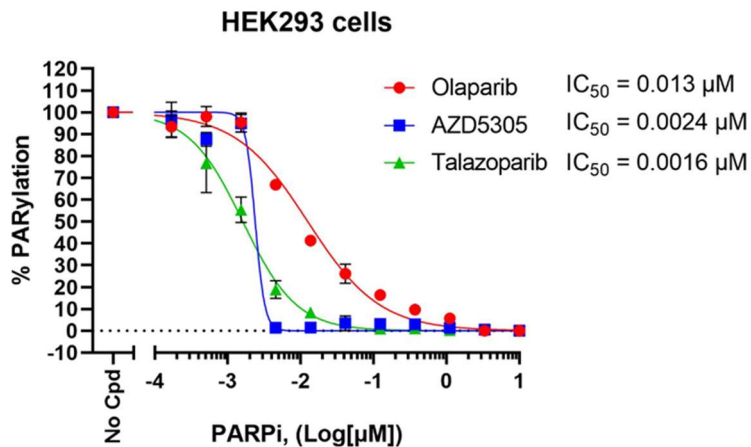 HEK293 cells
Olaparib IC50 = 0.013 µM
AZD5305 IC50 = 0.0024 µM
Talazoparib IC50 = 0.0016 µM
% PARylation
120
110
100
90
80
70
60
50
40
30
20
10
0
-10
No Cpd
-4 -3 -2 -1 0 1
PARPi, (Log[µM])